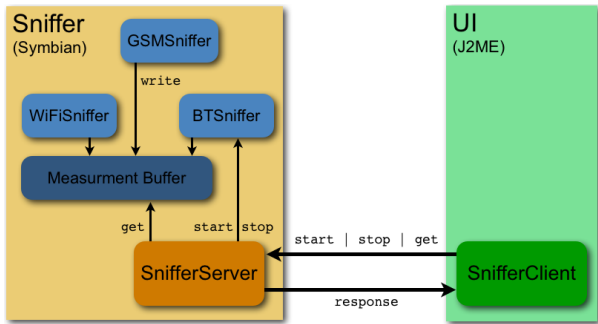 Sniffer
(Symbian)
GSMSniffer
UI
(J2ME)
write
WiFiSniffer
BTSniffer
Measurment Buffer
get
start stop
start | stop | get
SnifferServer
SnifferClient
response